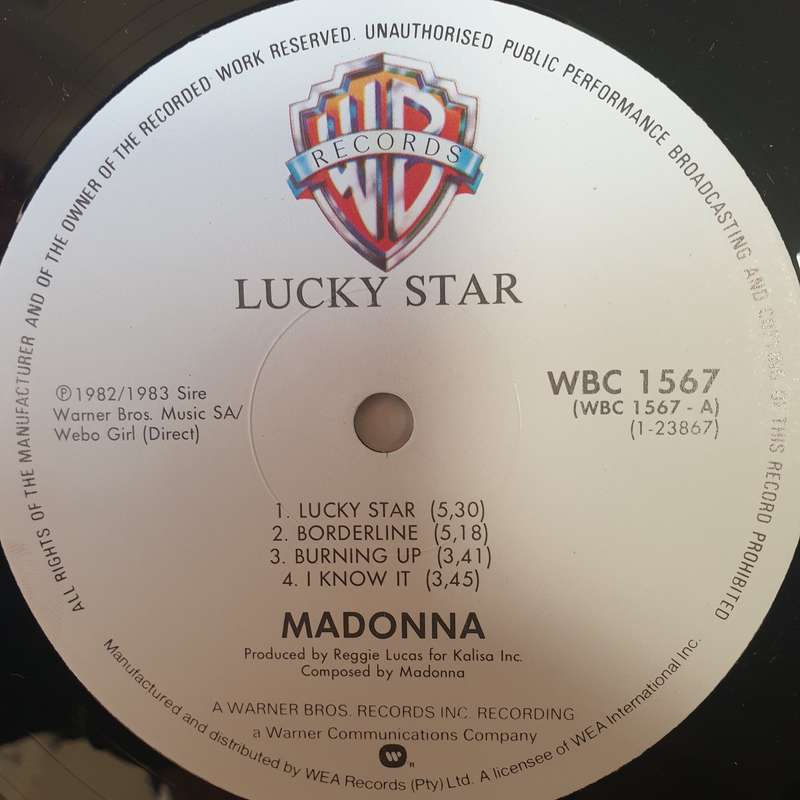 ALL RIGHTS OF THE MANUFACTURER AND OF THE OWNER OF THE RECORDED WORK RESERVED. UNAUTHORISED PUBLIC PERFORMANCE BROADCASTING AND COPYING OF THIS RECORD PROHIBITED
WB
RECORDS
LUCKY STAR
℗1982/1983 Sire
Warner Bros. Music SA/
Webo Girl (Direct)
WBC 1567
(WBC 1567 - A)
(1-23867)
1. LUCKY STAR (5,30)
2. BORDERLINE (5,18)
3. BURNING UP (3,41)
4. I KNOW IT (3,45)
MADONNA
Produced by Reggie Lucas for Kalisa Inc.
Composed by Madonna
A WARNER BROS. RECORDS INC. RECORDING
a Warner Communications Company
Manufactured and distributed by WEA Records (Pty) Ltd. A licensee of WEA International Inc.